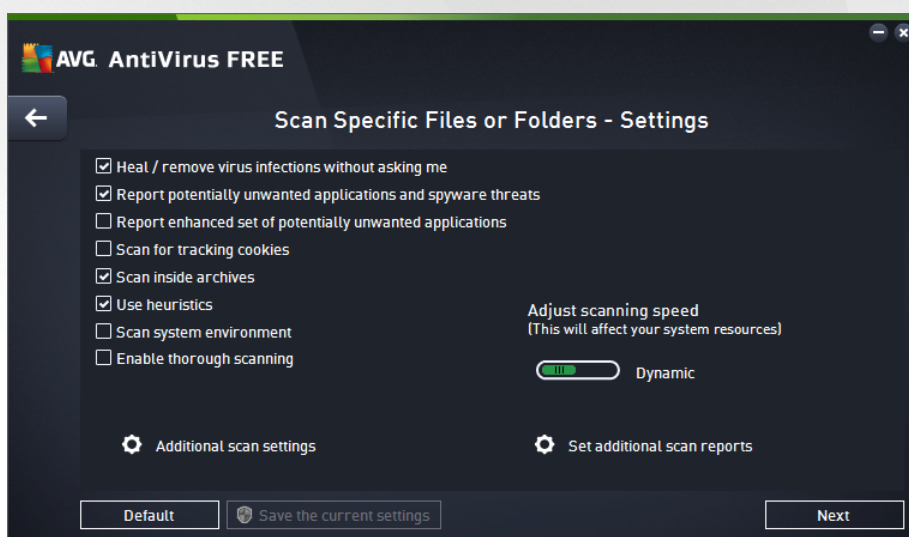 AVG. AntiVirus FREE
Scan Specific Files or Folders - Settings
Heal / remove virus infections without asking me
Report potentially unwanted applications and spyware threats
Report enhanced set of potentially unwanted applications
Scan for tracking cookies
Scan inside archives
Use heuristics
Scan system environment
Enable thorough scanning
Adjust scanning speed
(This will affect your system resources)
Dynamic
Additional scan settings
Set additional scan reports
Default
Save the current settings
Next